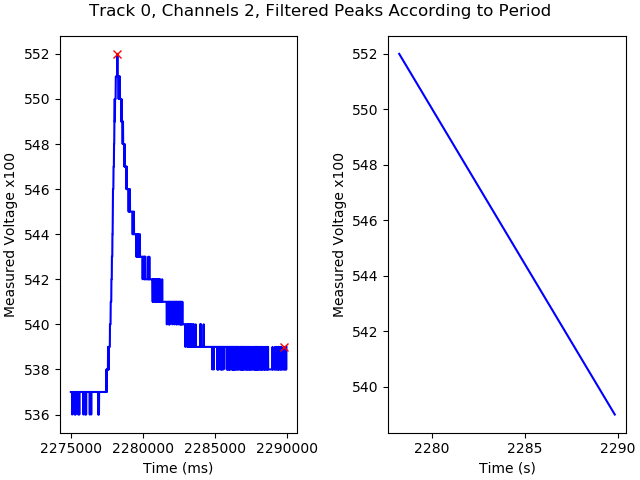 Track 0, Channels 2, Filtered Peaks According to Period
Measured Voltage x100
552
550
548
546
544
542
540
538
536
2275000 2280000 2285000 2290000
Time (ms)
Measured Voltage x100
552
550
548
546
544
542
540
2280 2285 2290
Time (s)